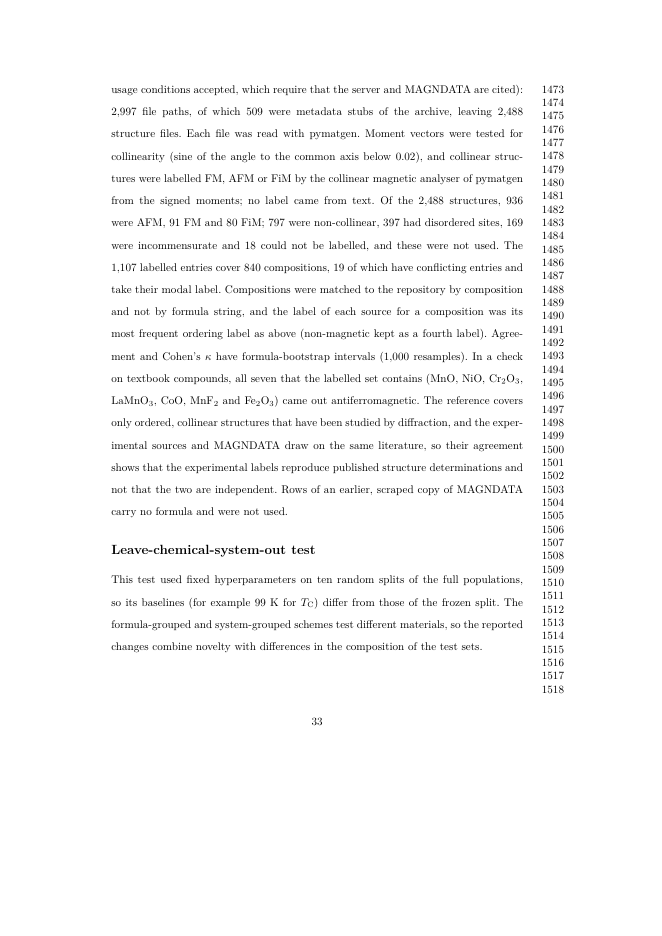 usage conditions accepted, which require that the server and MAGNDATA are cited):
2,997 file paths, of which 509 were metadata stubs of the archive, leaving 2,488
structure files. Each file was read with pymatgen. Moment vectors were tested for
collinearity (sine of the angle to the common axis below 0.02), and collinear struc-
tures were labelled FM, AFM or FiM by the collinear magnetic analyser of pymatgen
from the signed moments; no label came from text. Of the 2,488 structures, 936
were AFM, 91 FM and 80 FiM; 797 were non-collinear, 397 had disordered sites, 169
were incommensurate and 18 could not be labelled, and these were not used. The
1,107 labelled entries cover 840 compositions, 19 of which have conflicting entries and
take their modal label. Compositions were matched to the repository by composition
and not by formula string, and the label of each source for a composition was its
most frequent ordering label as above (non-magnetic kept as a fourth label). Agree-
ment and Cohen's κ have formula-bootstrap intervals (1,000 resamples). In a check
on textbook compounds, all seven that the labelled set contains (MnO, NiO, Cr₂O₃,
LaMnO₃, CoO, MnF₂ and Fe₂O₃) came out antiferromagnetic. The reference covers
only ordered, collinear structures that have been studied by diffraction, and the exper-
imental sources and MAGNDATA draw on the same literature, so their agreement
shows that the experimental labels reproduce published structure determinations and
not that the two are independent. Rows of an earlier, scraped copy of MAGNDATA
carry no formula and were not used.
Leave-chemical-system-out test
This test used fixed hyperparameters on ten random splits of the full populations,
so its baselines (for example 99 K for T_C) differ from those of the frozen split. The
formula-grouped and system-grouped schemes test different materials, so the reported
changes combine novelty with differences in the composition of the test sets.
1473
1474
1475
1476
1477
1478
1479
1480
1481
1482
1483
1484
1485
1486
1487
1488
1489
1490
1491
1492
1493
1494
1495
1496
1497
1498
1499
1500
1501
1502
1503
1504
1505
1506
1507
1508
1509
1510
1511
1512
1513
1514
1515
1516
1517
1518
33